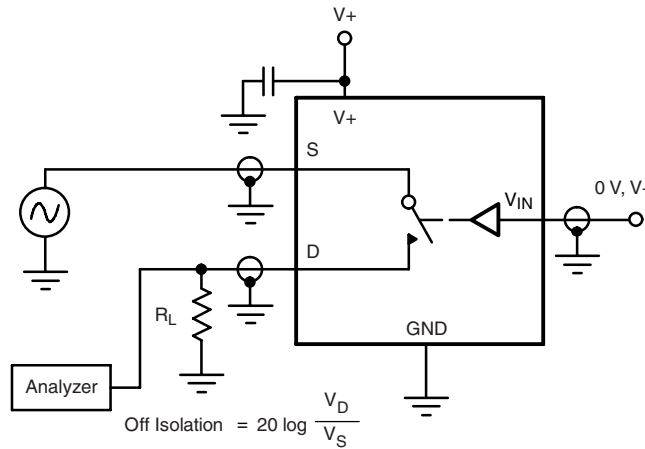 V+
V+
S
0 V, V+
VIN
D
RL
GND
Analyzer
Off Isolation = 20 log VD
VS